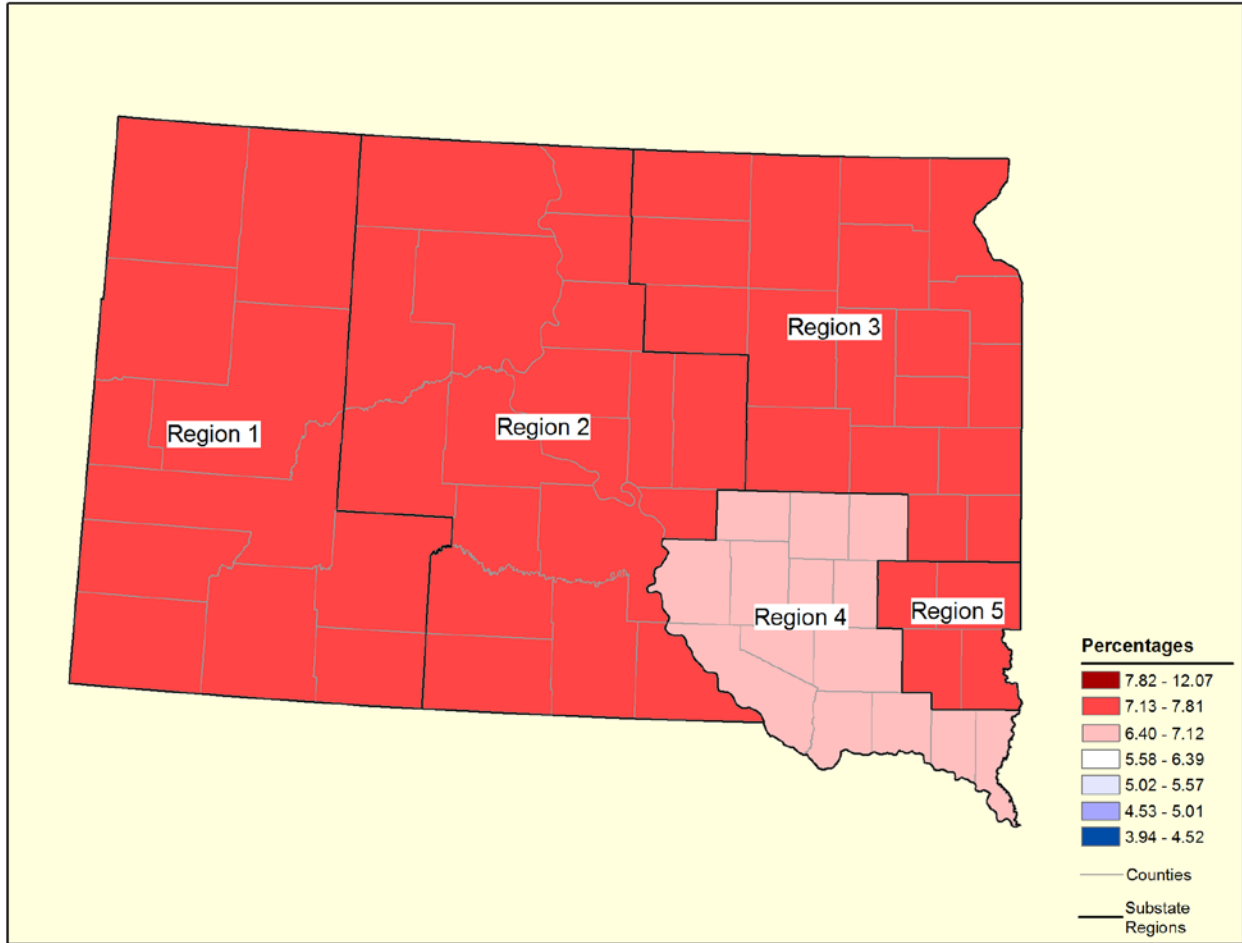 Region 3
Region 1
Region 2
Region 4
Region 5
Percentages
7.82 - 12.07
7.13 - 7.81
6.40 - 7.12
5.58 - 6.39
5.02 - 5.57
4.53 - 5.01
3.94 - 4.52
Counties
Substate
Regions